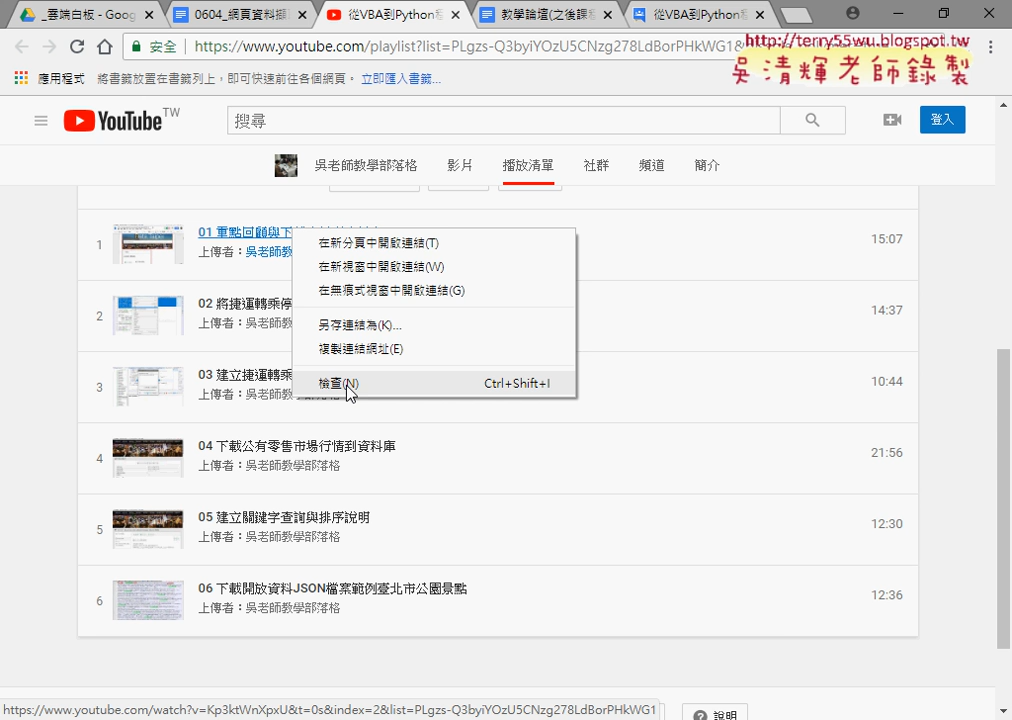 _雲端白板 - Goog
0604_網頁資料擷
從VBA到Python程
教學論壇(之後課
從VBA到Python程
安全
https://www.youtube.com/playlist?list=PLgzs-Q3byiYOzU5CNzg278LdBorPHkWG1&
http://terry55wu.blogspot.tw
吳清輝老師錄製
應用程式
將書籤放置在書籤列上，即可快速前往各個網頁。
立即匯入書籤...
YouTube TW
搜尋
登入
吳老師教學部落格
影片
播放清單
社群
頻道
簡介
1
01 重點回顧與下
上傳者：吳老師教
15:07
2
02 將捷運轉乘停
上傳者：吳老師教
14:37
3
03 建立捷運轉乘
上傳者：吳老師教
10:44
在新分頁中開啟連結(T)
在新視窗中開啟連結(W)
在無痕式視窗中開啟連結(G)
另存連結為(K)...
複製連結網址(E)
檢查(N)
Ctrl+Shift+I
4
04 下載公有零售市場行情到資料庫
上傳者：吳老師教學部落格
21:56
5
05 建立關鍵字查詢與排序說明
上傳者：吳老師教學部落格
12:30
6
06 下載開放資料JSON檔案範例臺北市公園景點
上傳者：吳老師教學部落格
12:36
https://www.youtube.com/watch?v=Kp3ktWnXpxU&t=0s&index=2&list=PLgzs-Q3byiYOzU5CNzg278LdBorPHkWG1
說明